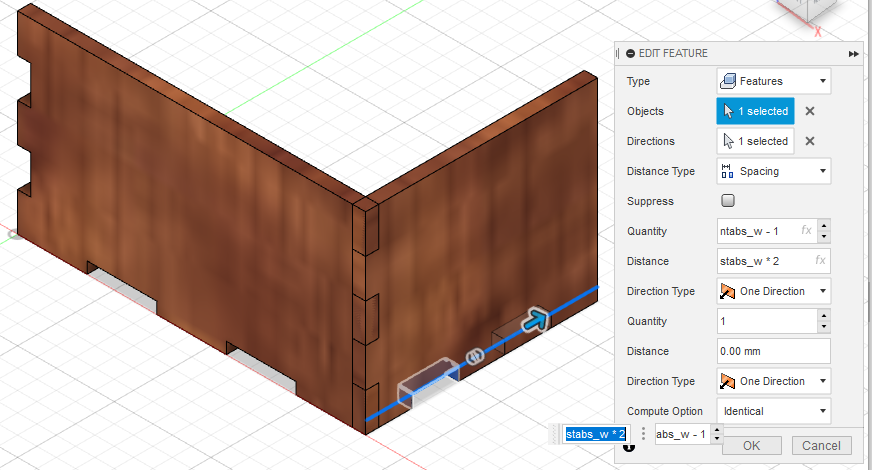 X
EDIT FEATURE
Type Features
Objects 1 selected
Directions 1 selected
Distance Type Spacing
Suppress
Quantity ntabs_w - 1 fx
Distance stabs_w * 2 fx
Direction Type One Direction
Quantity 1
Distance 0.00 mm
Direction Type One Direction
Compute Option Identical
stabs_w * 2 abs_w - 1
OK Cancel